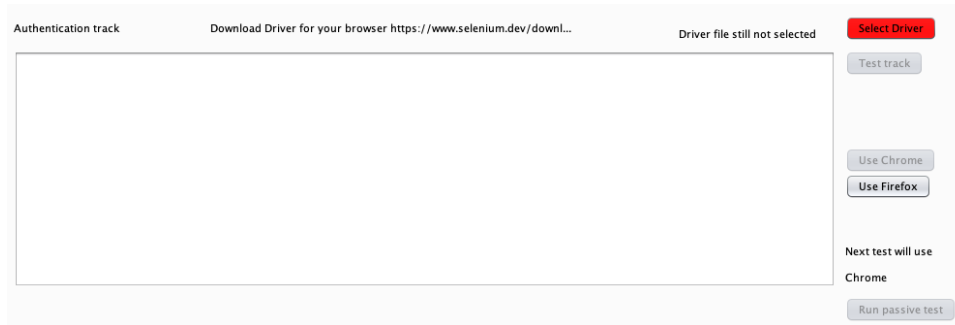 Authentication track
Download Driver for your browser https://www.selenium.dev/downl...
Driver file still not selected
Select Driver
Test track
Use Chrome
Use Firefox
Next test will use
Chrome
Run passive test